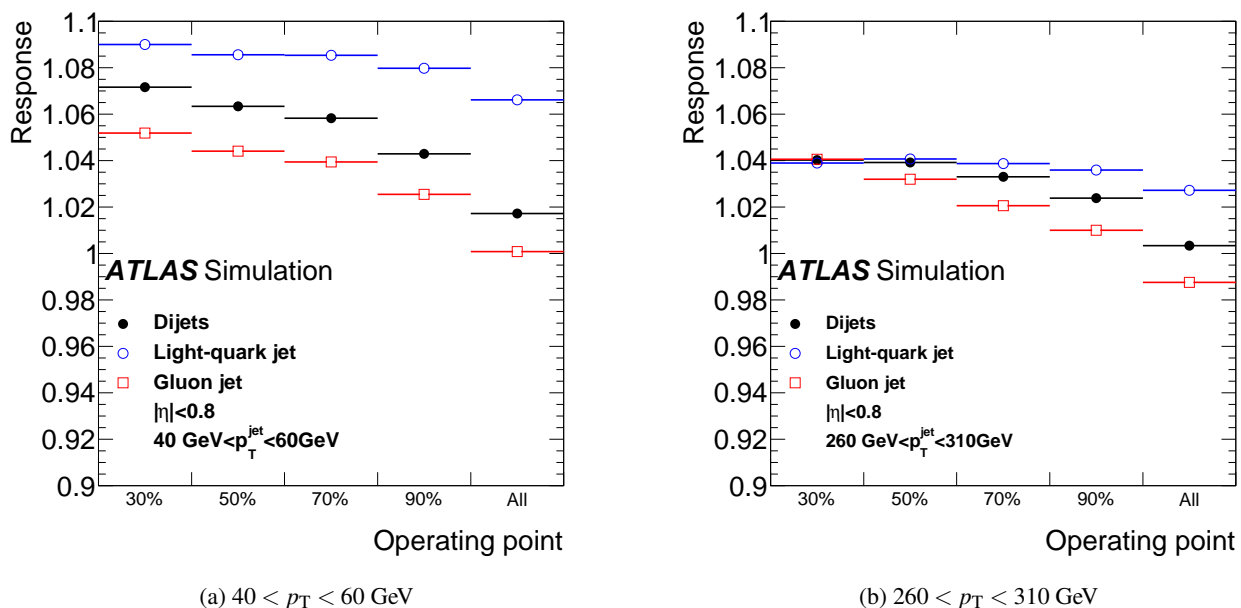 Response
1.1
1.08
1.06
1.04
1.02
1
0.98
0.96
0.94
0.92
0.9
ATLAS Simulation
Dijets
Light-quark jet
Gluon jet
|η|<0.8
40 GeV<p_T^jet<60GeV
30% 50% 70% 90% All
Operating point
(a) 40 < p_T < 60 GeV
Response
1.1
1.08
1.06
1.04
1.02
1
0.98
0.96
0.94
0.92
0.9
ATLAS Simulation
Dijets
Light-quark jet
Gluon jet
|η|<0.8
260 GeV<p_T^jet<310GeV
30% 50% 70% 90% All
Operating point
(b) 260 < p_T < 310 GeV